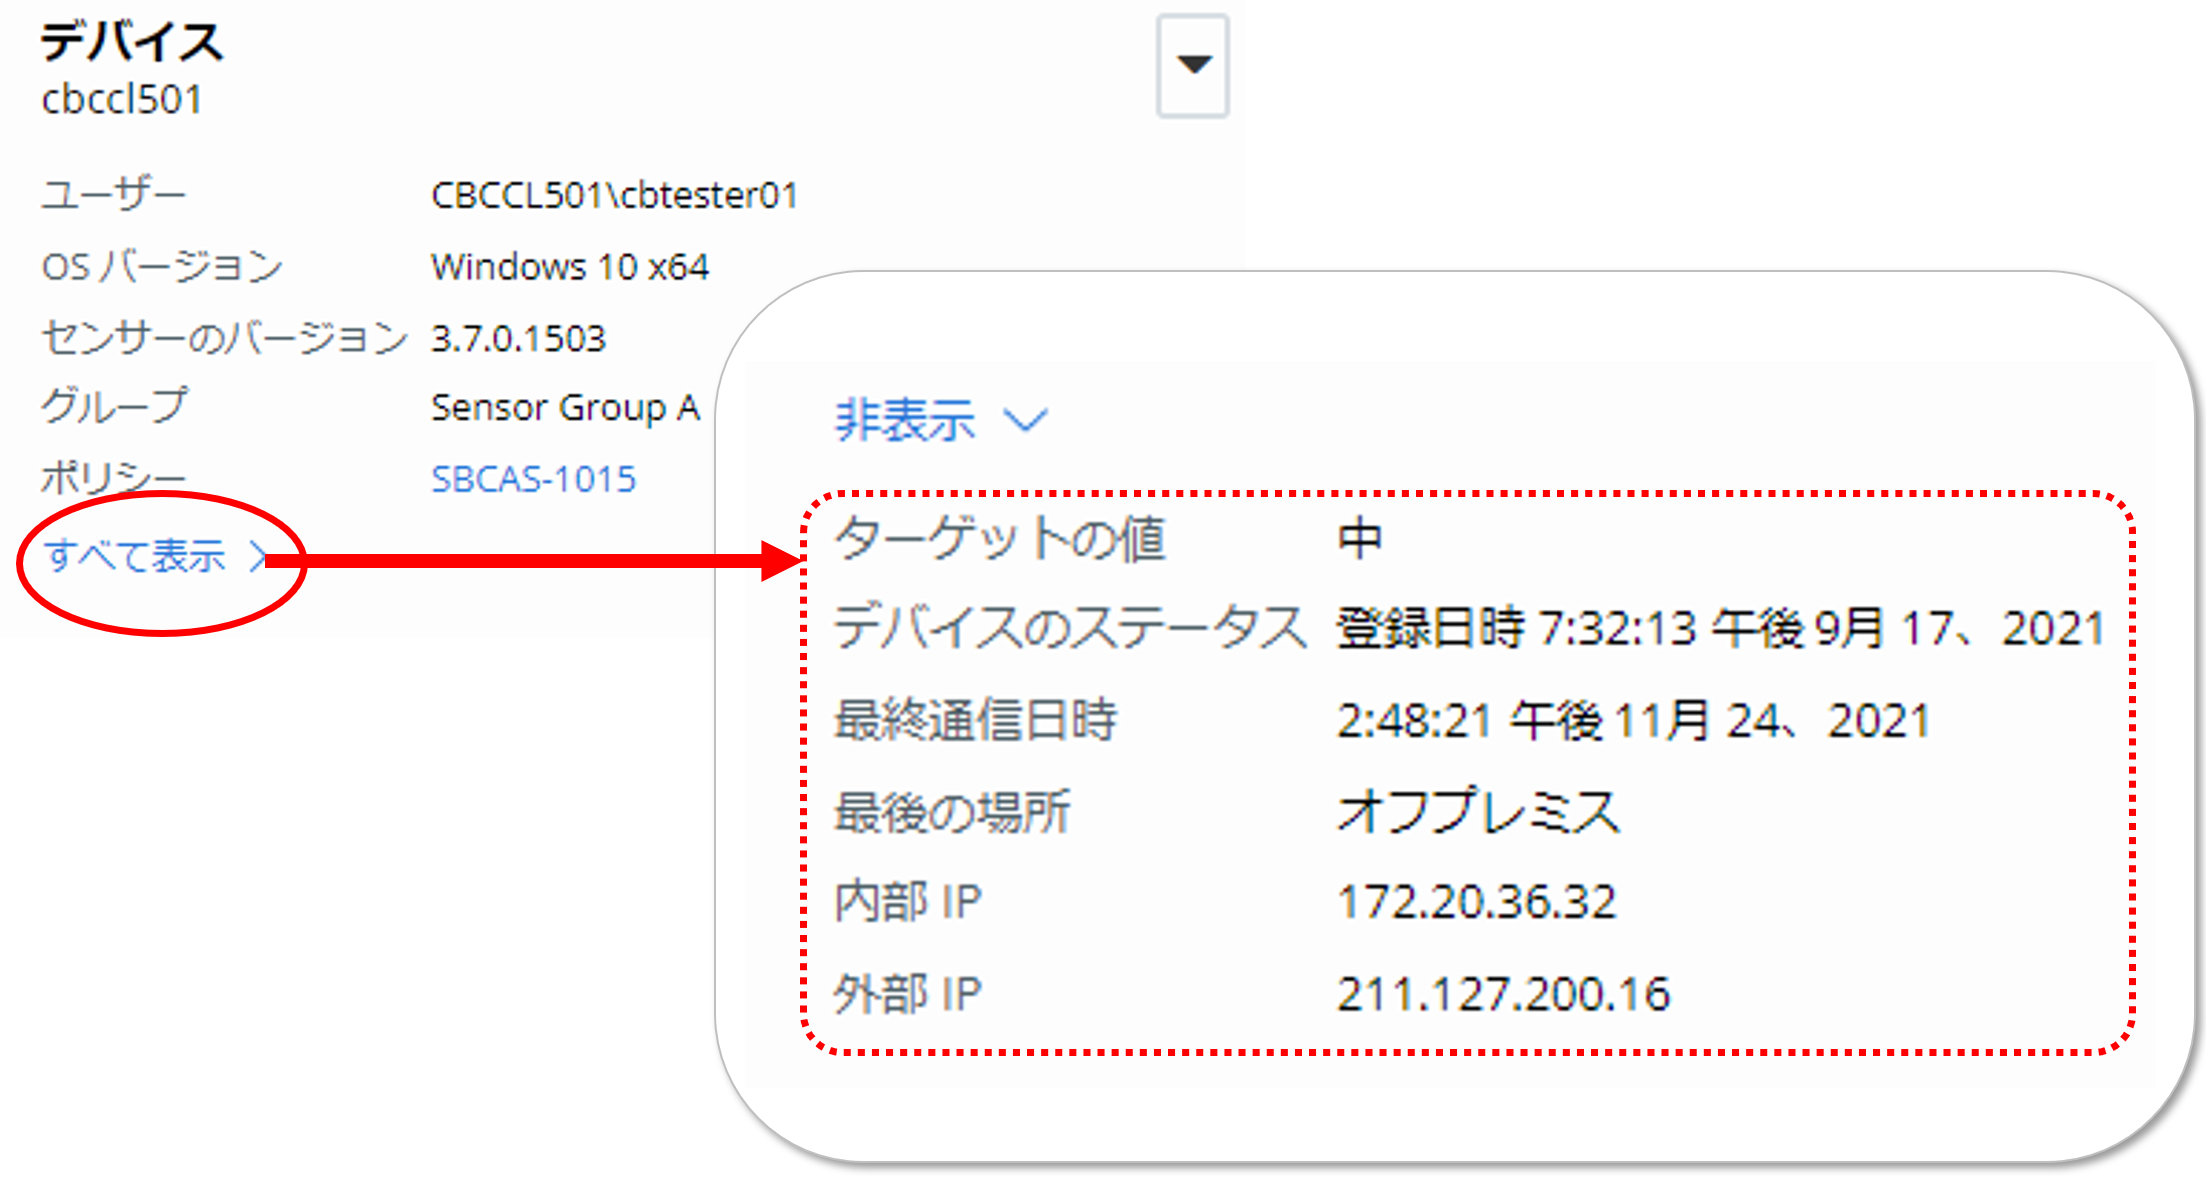 デバイス
cbccl501
ユーザー CBCCL501\cbtester01
OS バージョン Windows 10 x64
センサーのバージョン 3.7.0.1503
グループ Sensor Group A
ポリシー SBCAS-1015
すべて表示
非表示
ターゲットの値 中
デバイスのステータス 登録日時 7:32:13 午後 9月 17、2021
最終通信日時 2:48:21 午後 11月 24、2021
最後の場所 オフプレミス
内部 IP 172.20.36.32
外部 IP 211.127.200.16